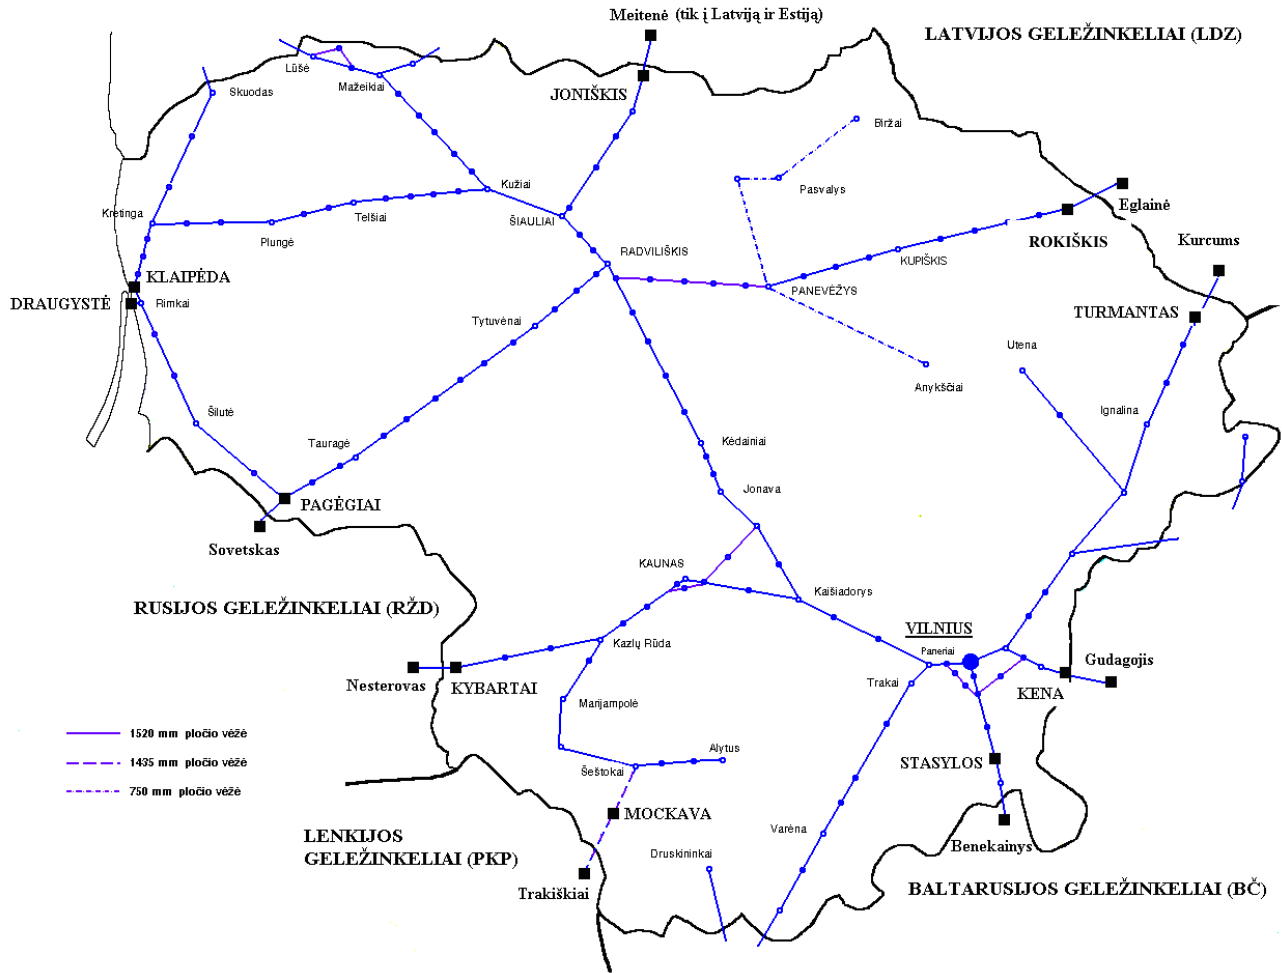 Meitenė (tik į Latviją ir Estiją)
LATVIJOS GELEŽINKELIAI (LDZ)
Lūšė
Mažeikiai
Skuodas
JONIŠKIS
Biržai
Pasvalys
Kužiai
Telšiai
Plungė
Kretinga
ŠIAULIAI
Eglainė
ROKIŠKIS
Kurcums
RADVILIŠKIS
KUPIŠKIS
PANEVĖŽYS
KLAIPĖDA
DRAUGYSTĖ
Rimkai
TURMANTAS
Tytuvėnai
Utena
Anykščiai
Ignalina
Šilutė
Tauragė
Kėdainiai
Jonava
PAGĖGIAI
Sovetskas
KAUNAS
Kaišiadorys
RUSIJOS GELEŽINKELIAI (RŽD)
VILNIUS
Kazlų Rūda
Paneriai
Gudagojis
Nesterovas
KYBARTAI
Trakai
KENA
Marijampolė
1520 mm pločio vėžė
1435 mm pločio vėžė
750 mm pločio vėžė
Alytus
Šeštokai
STASYLOS
MOCKAVA
LENKIJOS
GELEŽINKELIAI (PKP)
Varėna
Benekainys
Druskininkai
Trakiškiai
BALTARUSIJOS GELEŽINKELIAI (BČ)